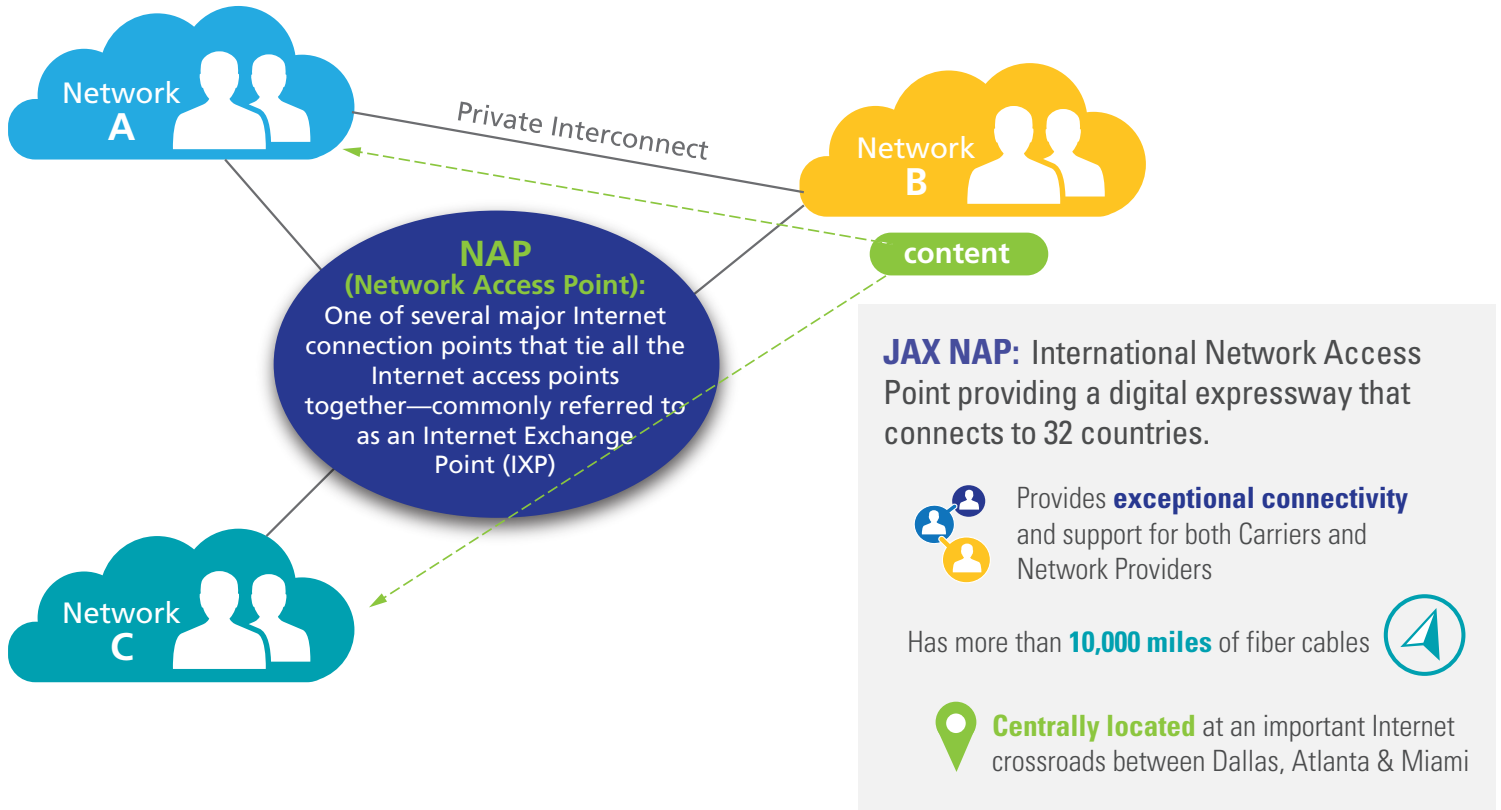 Network
A
Private Interconnect
Network
B
content
NAP
(Network Access Point):
One of several major Internet
connection points that tie all the
Internet access points
together—commonly referred to
as an Internet Exchange
Point (IXP)
Network
C
JAX NAP: International Network Access
Point providing a digital expressway that
connects to 32 countries.
Provides exceptional connectivity
and support for both Carriers and
Network Providers
Has more than 10,000 miles of fiber cables
Centrally located at an important Internet
crossroads between Dallas, Atlanta & Miami